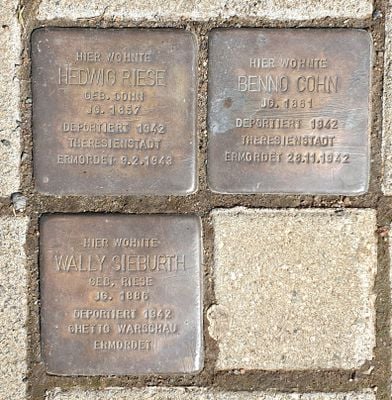 HIER WOHNTE
HEDWIG RIESE
GEB. COHN
JG. 1857
DEPORTIERT 1942
THERESIENSTADT
ERMORDET 9.2.1943
HIER WOHNTE
BENNO COHN
JG. 1861
DEPORTIERT 1942
THERESIENSTADT
ERMORDET 28.11.1942
HIER WOHNTE
WALLY SIEBURTH
GEB. RIESE
JG. 1886
DEPORTIERT 1942
GHETTO WARSCHAU
ERMORDET